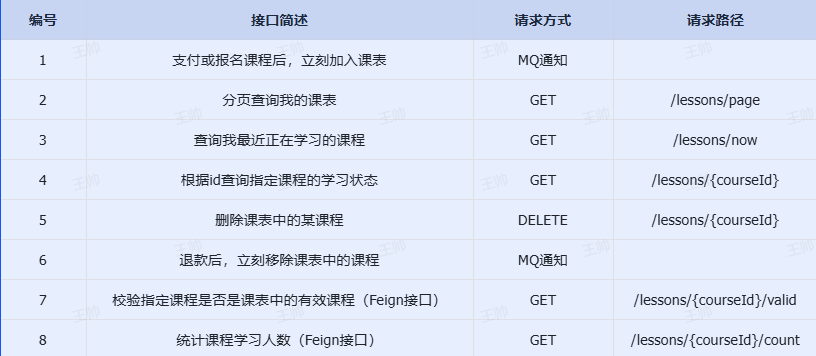 编号 接口简述 请求方式 请求路径
1 支付或报名课程后，立刻加入课表 MQ通知
2 分页查询我的课表 GET /lessons/page
3 查询我最近正在学习的课程 GET /lessons/now
4 根据id查询指定课程的学习状态 GET /lessons/{courseId}
5 删除课表中的某课程 DELETE /lessons/{courseId}
6 退款后，立刻移除课表中的课程 MQ通知
7 校验指定课程是否是课表中的有效课程（Feign接口） GET /lessons/{courseId}/valid
8 统计课程学习人数（Feign接口） GET /lessons/{courseId}/count
王帅